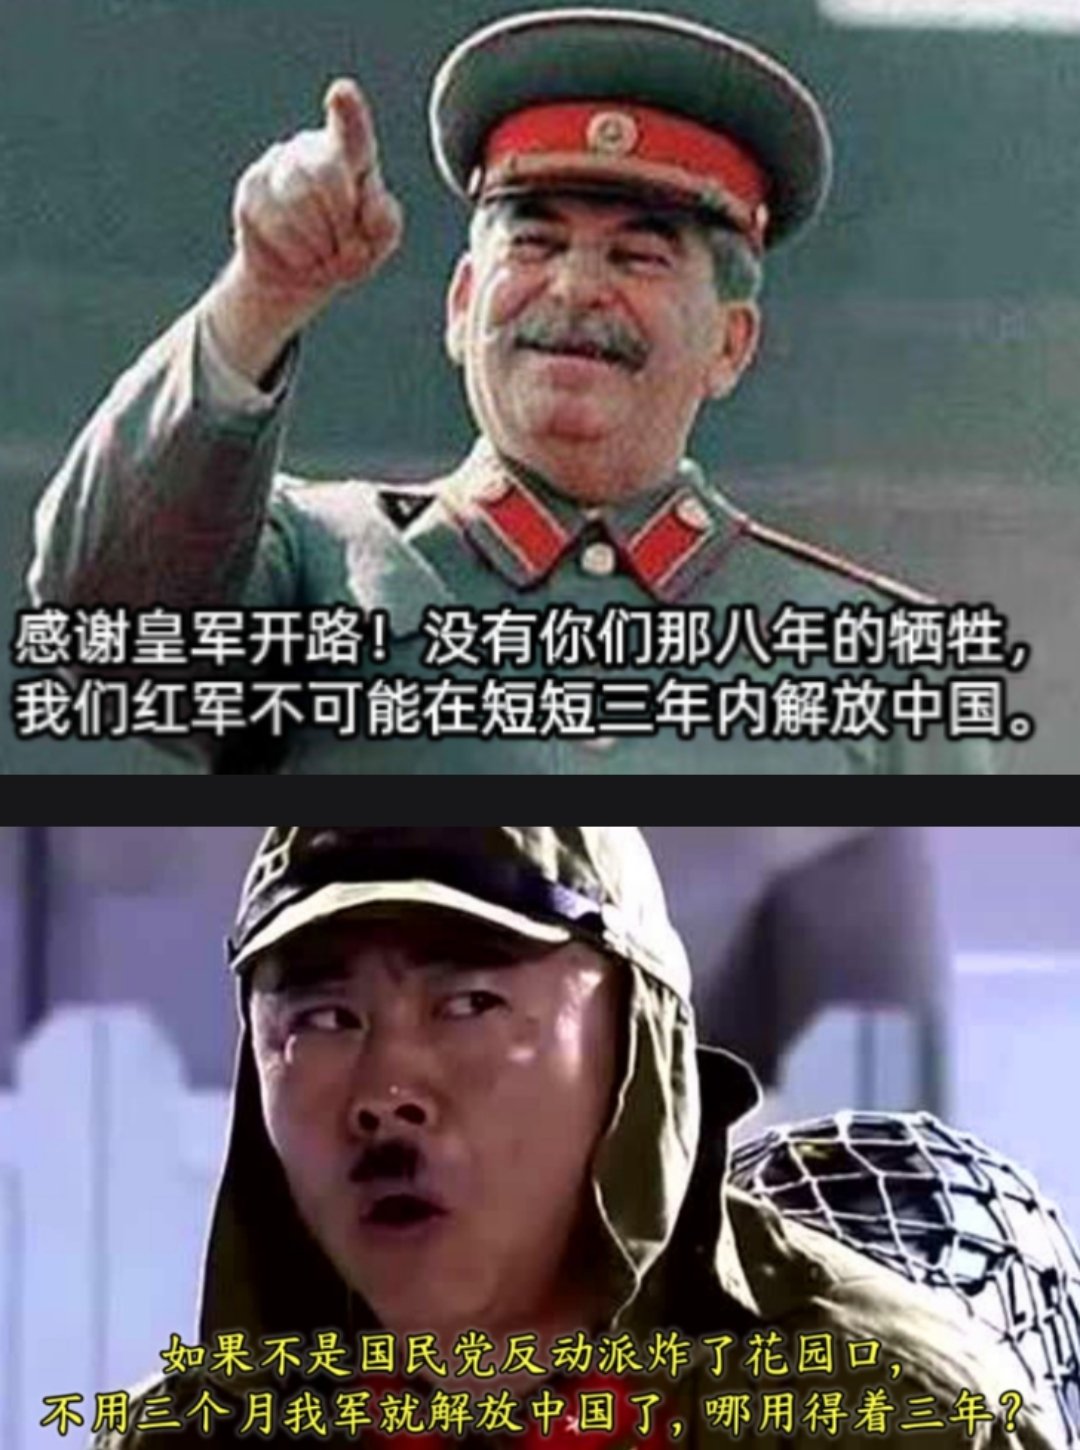 感谢皇军开路！没有你们那八年的牺牲，
我们红军不可能在短短三年内解放中国。
如果不是国民党反动派炸了花园口，
不用三个月我军就解放中国了，哪用得着三年？